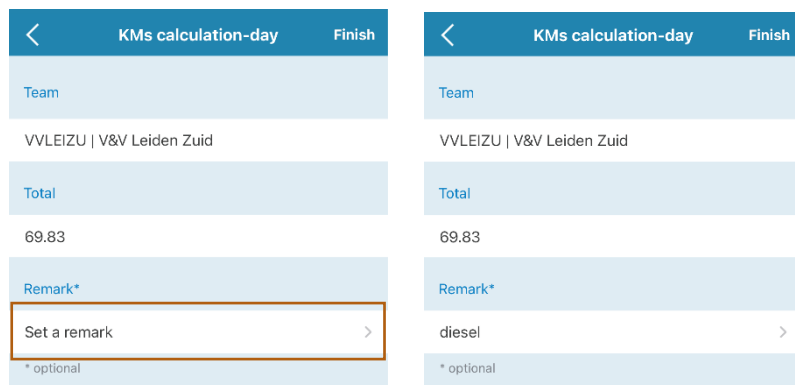 KMs calculation-day Finish
Team
VVLEIZU | V&V Leiden Zuid
Total
69.83
Remark*
Set a remark
* optional
KMs calculation-day Finish
Team
VVLEIZU | V&V Leiden Zuid
Total
69.83
Remark*
diesel
* optional